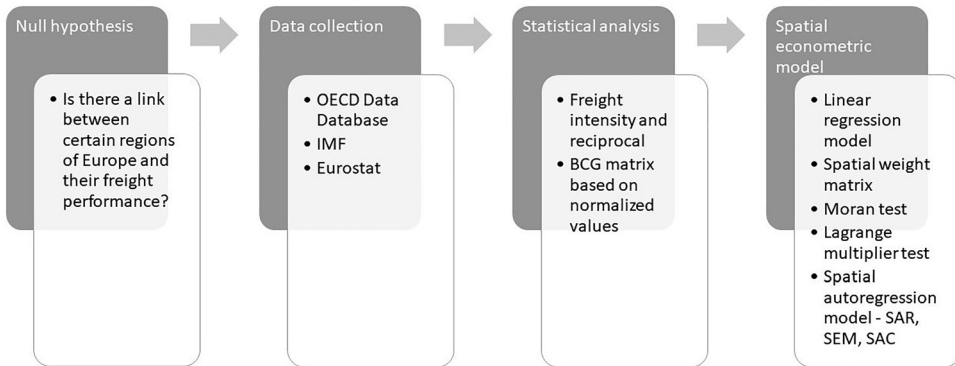 Null hypothesis
• Is there a link
between
certain regions
of Europe and
their freight
performance?
Data collection
• OECD Data
Database
• IMF
• Eurostat
Statistical analysis
• Freight
intensity and
reciprocal
• BCG matrix
based on
normalized
values
Spatial
econometric
model
• Linear
regression
model
• Spatial weight
matrix
• Moran test
• Lagrange
multiplier test
• Spatial
autoregression
model - SAR,
SEM, SAC